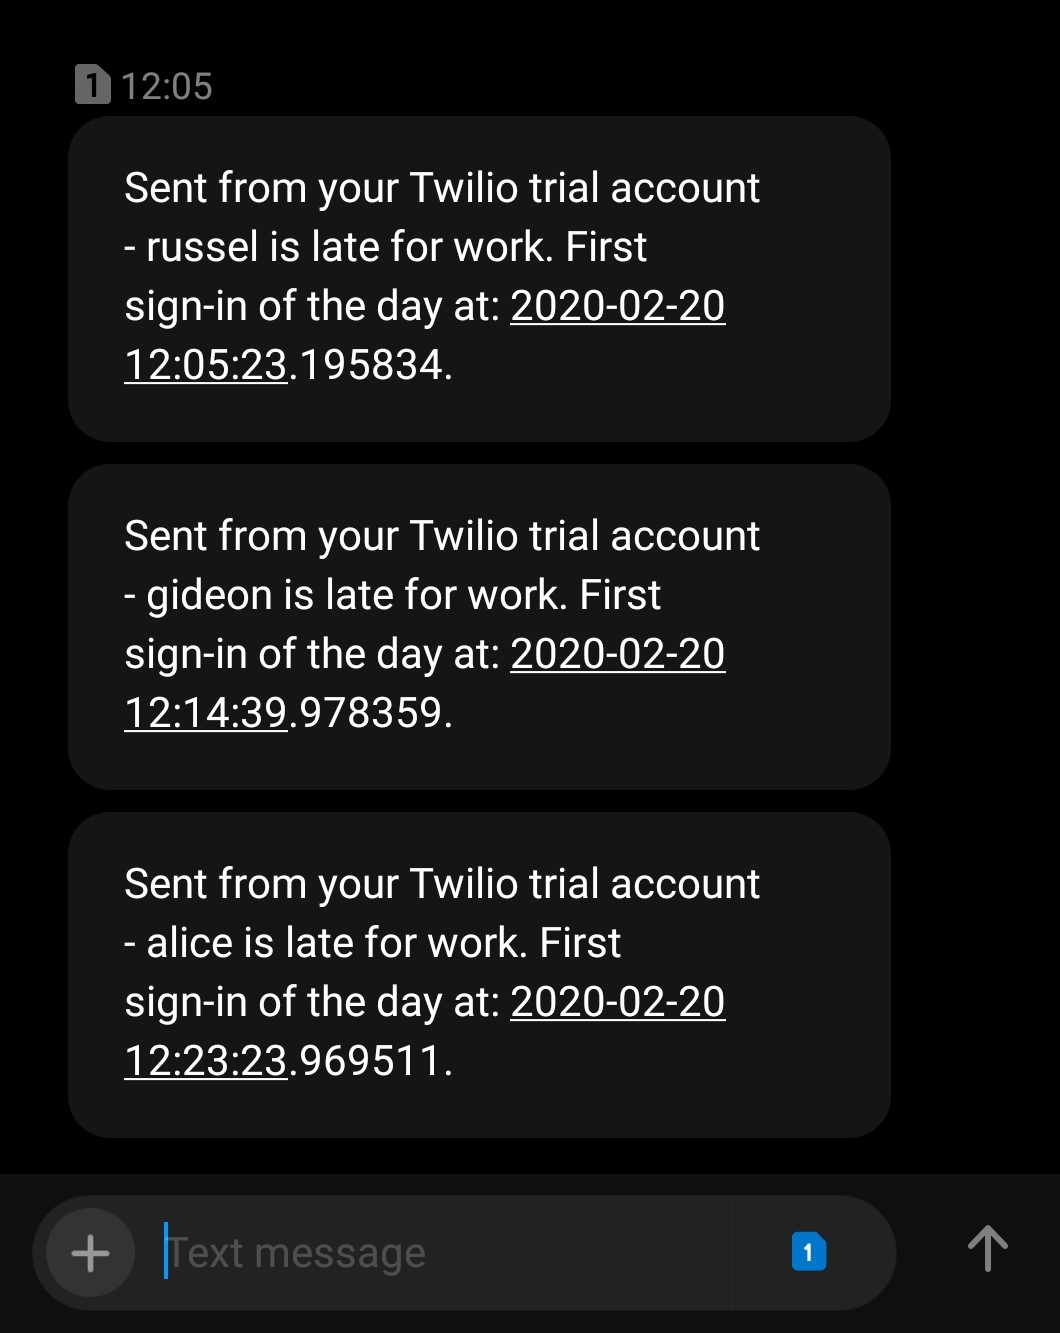 1 12:05
Sent from your Twilio trial account
- russel is late for work. First
sign-in of the day at: 2020-02-20
12:05:23.195834.
Sent from your Twilio trial account
- gideon is late for work. First
sign-in of the day at: 2020-02-20
12:14:39.978359.
Sent from your Twilio trial account
- alice is late for work. First
sign-in of the day at: 2020-02-20
12:23:23.969511.
Text message 1